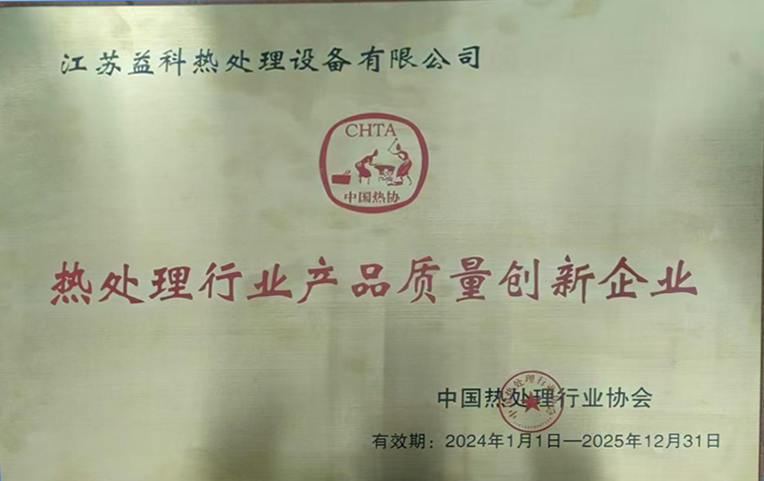 江苏益科热处理设备有限公司
CHTA
中国热协
热处理行业产品质量创新企业
中国热处理行业协会
有效期：2024年1月1日—2025年12月31日